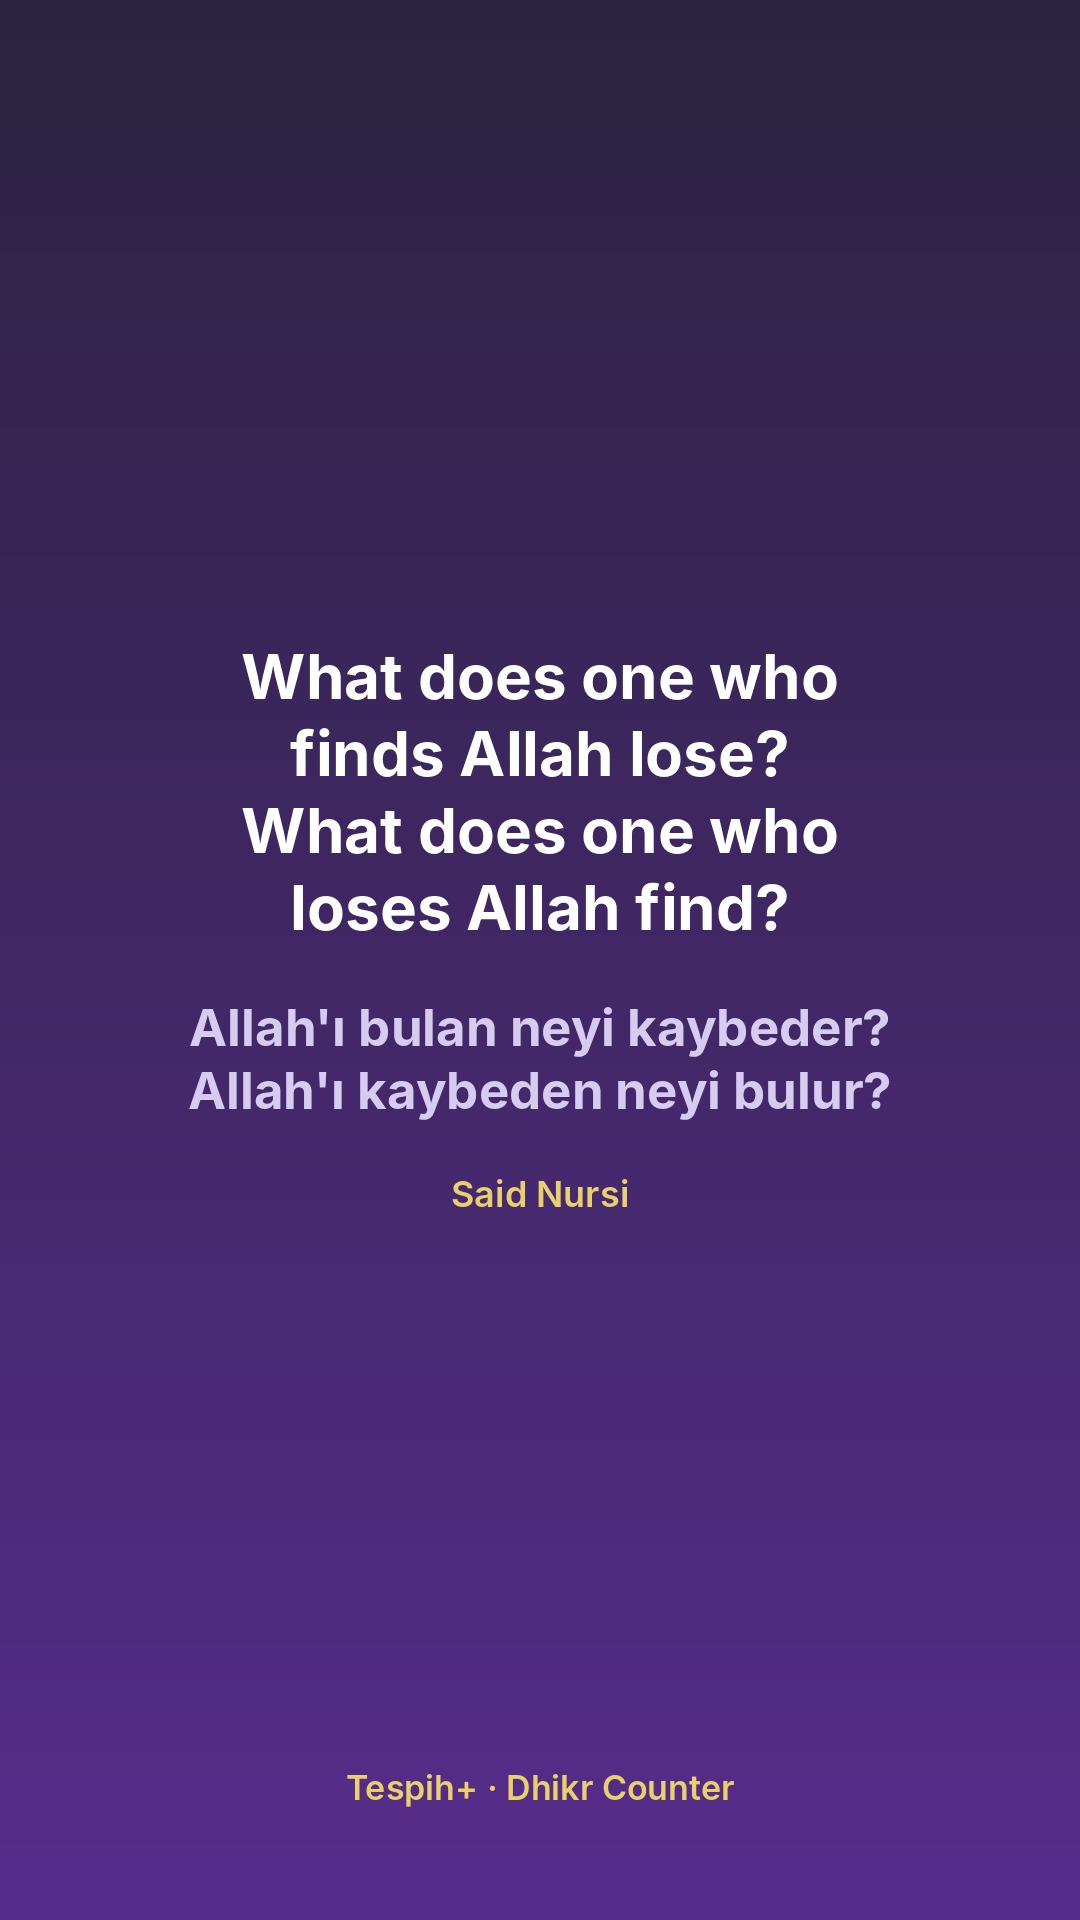 What does one who
finds Allah lose?
What does one who
loses Allah find?
Allah'ı bulan neyi kaybeder?
Allah'ı kaybeden neyi bulur?
Said Nursi
Tespih+ · Dhikr Counter